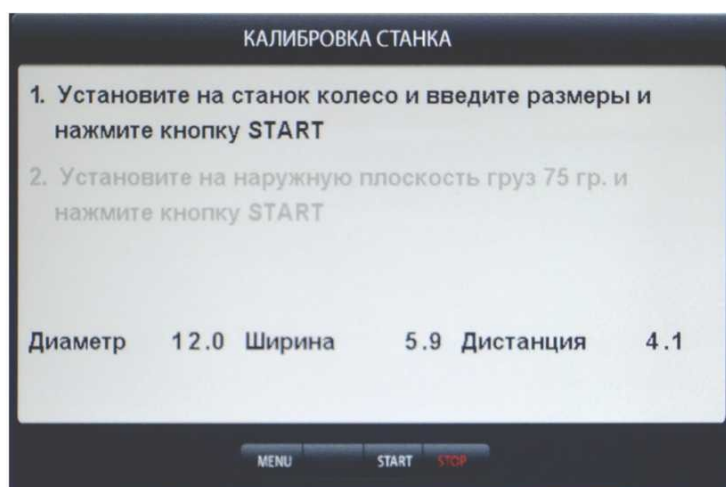 КАЛИБРОВКА СТАНКА
1. Установите на станок колесо и введите размеры и
нажмите кнопку START
2. Установите на наружную плоскость груз 75 гр. и
нажмите кнопку START
Диаметр 12.0 Ширина 5.9 Дистанция 4.1
MENU START STOP